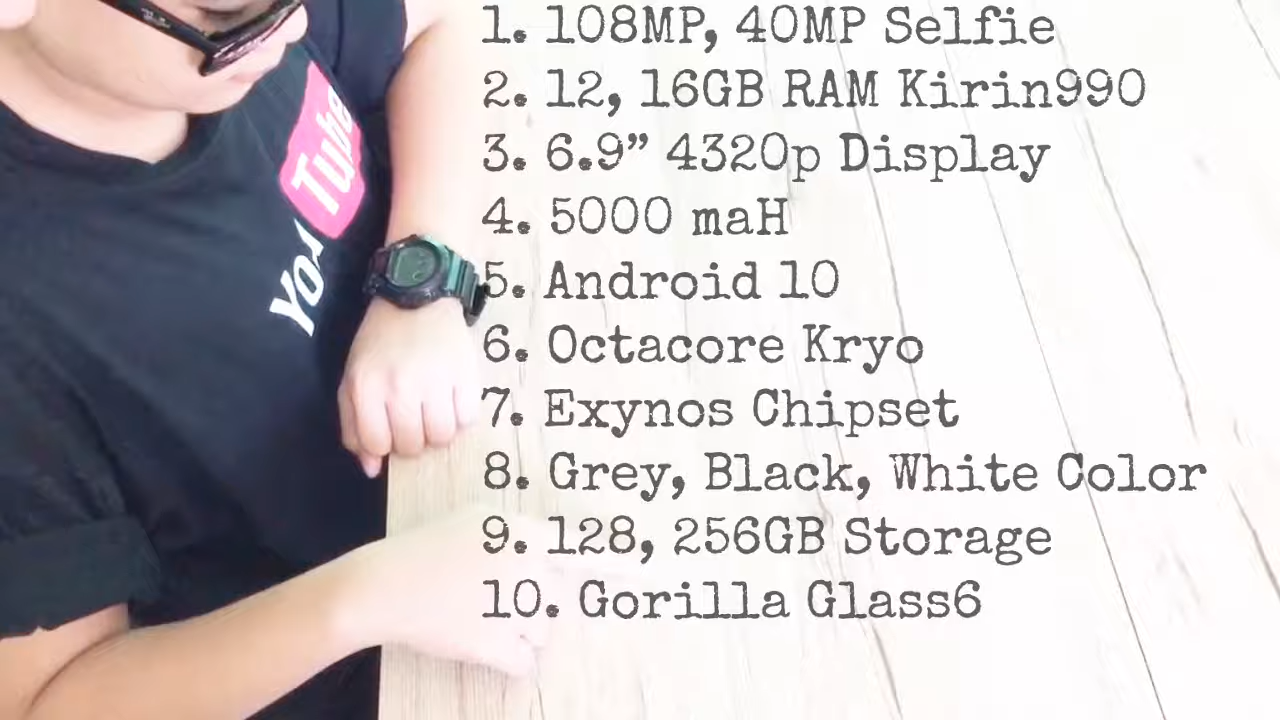 1. 108MP, 40MP Selfie
2. 12, 16GB RAM Kirin990
3. 6.9” 4320p Display
4. 5000 maH
5. Android 10
6. Octacore Kryo
7. Exynos Chipset
8. Grey, Black, White Color
9. 128, 256GB Storage
10. Gorilla Glass6
You
Tube